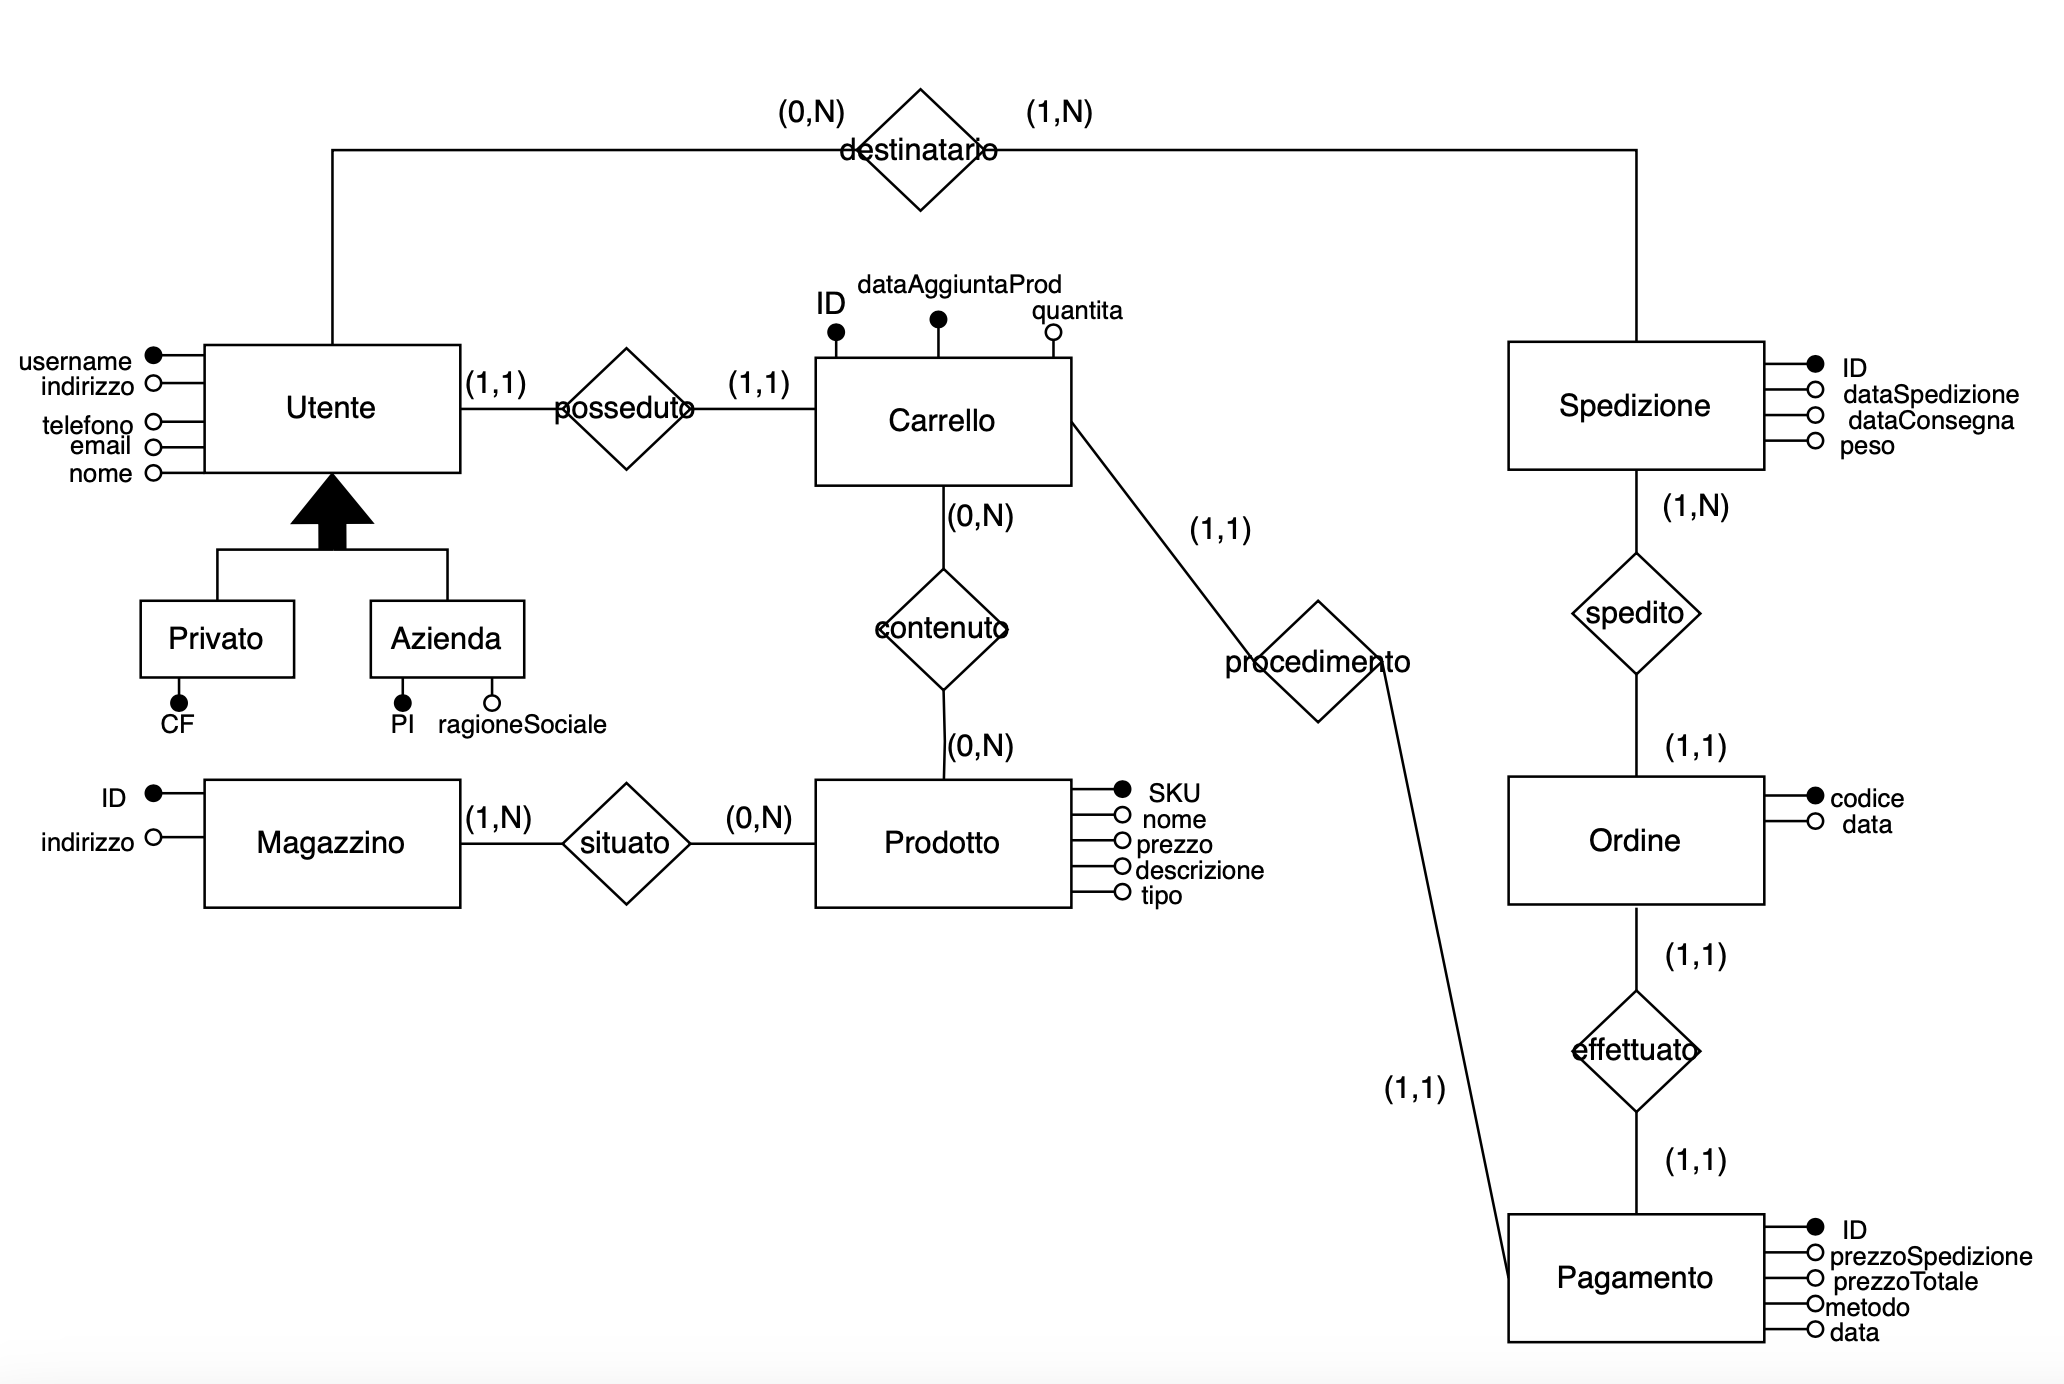 (0,N)
destinatario
(1,N)
ID
dataAggiuntaProd
quantita
username
indirizzo
telefono
email
nome
Utente
(1,1)
posseduto
(1,1)
Carrello
Spedizione
ID
dataSpedizione
dataConsegna
peso
(0,N)
(1,1)
(1,N)
Privato
Azienda
contenuto
procedimento
spedito
CF
PI
ragioneSociale
(0,N)
(1,1)
ID
indirizzo
Magazzino
(1,N)
situato
(0,N)
Prodotto
SKU
nome
prezzo
descrizione
tipo
Ordine
codice
data
(1,1)
effettuato
(1,1)
(1,1)
Pagamento
ID
prezzoSpedizione
prezzoTotale
metodo
data